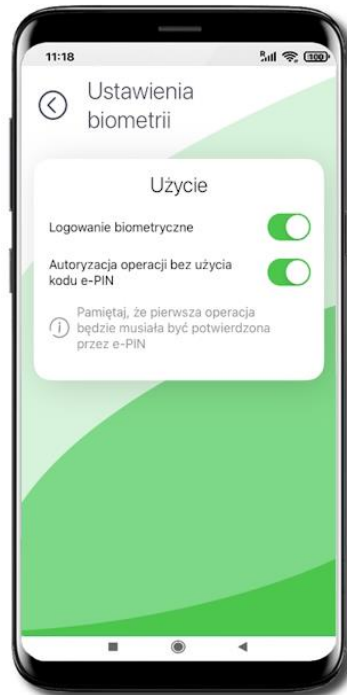 11:18
R
100
Ustawienia
biometrii
Użycie
Logowanie biometryczne
Autoryzacja operacji bez użycia
kodu e-PIN
Pamiętaj, że pierwsza operacja
będzie musiała być potwierdzona
przez e-PIN